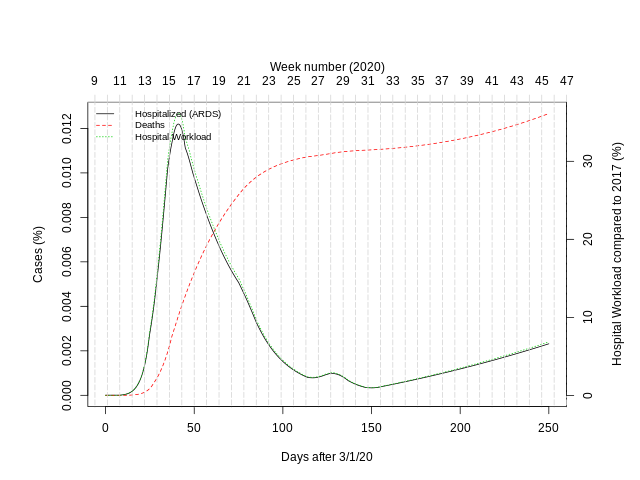 Week number (2020)
9 11 13 15 17 19 21 23 25 27 29 31 33 35 37 39 41 43 45 47
Hospitalized (ARDS)
Deaths
Hospital Workload
0.000 0.002 0.004 0.006 0.008 0.010 0.012
Cases (%)
0 10 20 30
Hospital Workload compared to 2017 (%)
0 50 100 150 200 250
Days after 3/1/20